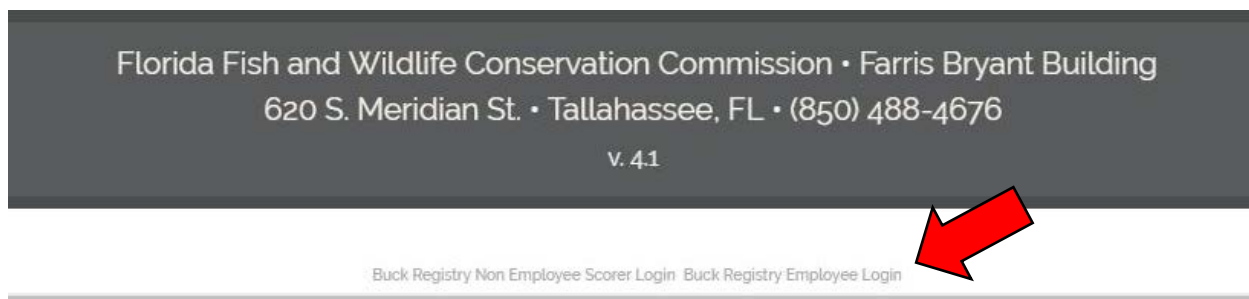 Florida Fish and Wildlife Conservation Commission • Farris Bryant Building
620 S. Meridian St. • Tallahassee, FL • (850) 488-4676
v. 4.1
Buck Registry Non Employee Scorer Login Buck Registry Employee Login